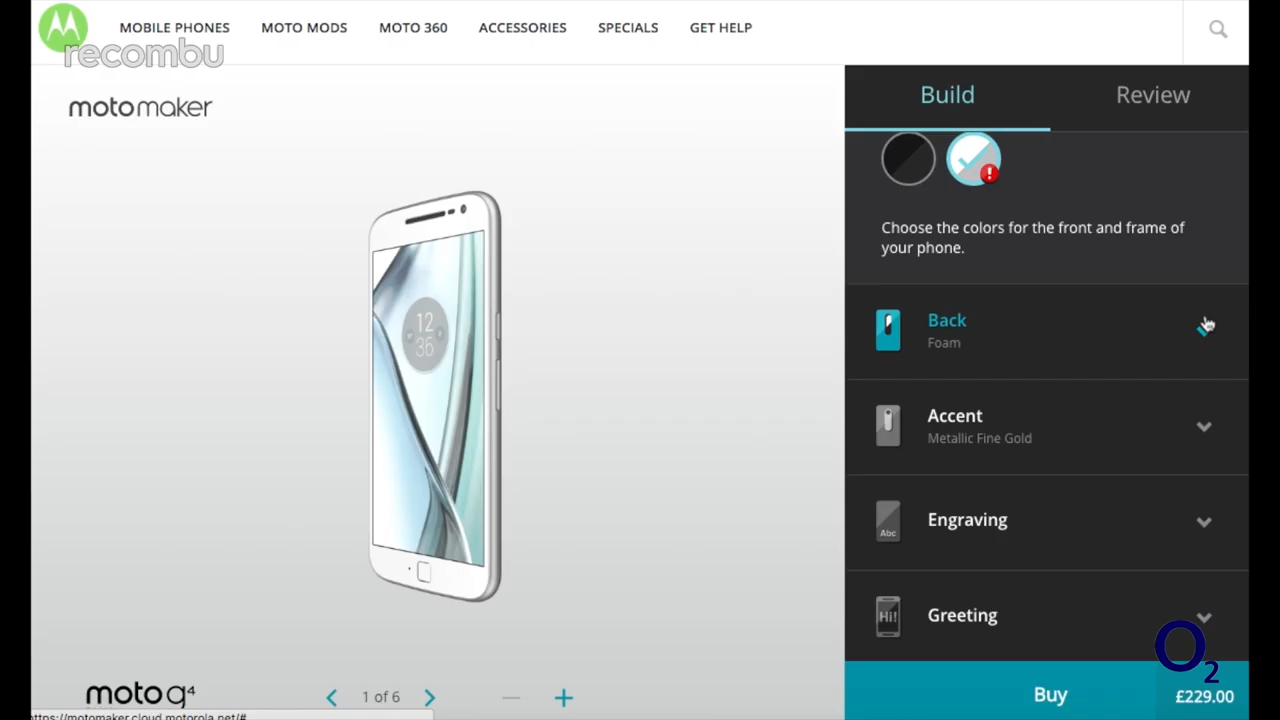 MOBILE PHONES MOTO MODS MOTO 360 ACCESSORIES SPECIALS GET HELP
recombu
motomaker
Build Review
!
Choose the colors for the front and frame of
your phone.
12
36
Back
Foam
Accent
Metallic Fine Gold
Abc
Engraving
Hi!
Greeting
O2
moto g4
1 of 6
Buy
£229.00
https://motomaker.cloud.motorola.net/#